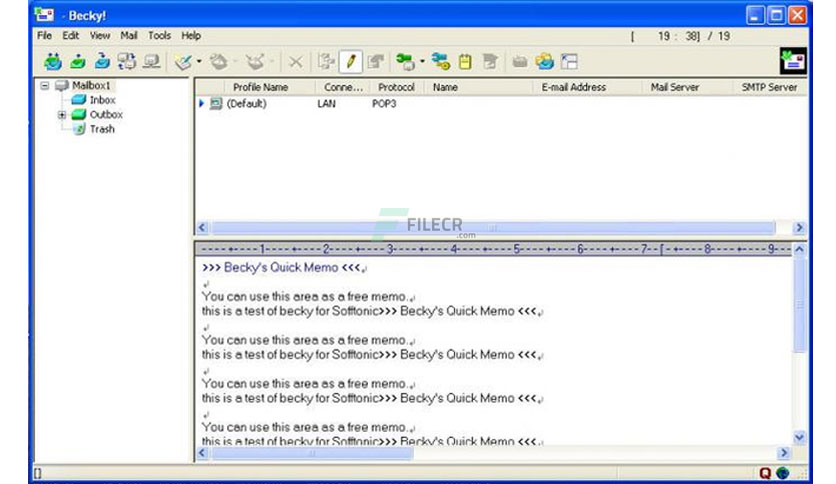 - Becky!
File Edit View Mail Tools Help [ 19 : 38] / 19
Mailbox1
Inbox
Outbox
Trash
Profile Name Conne... Protocol Name E-mail Address Mail Server SMTP Server
(Default) LAN POP3
FILECR
.com
----+----1----+----2----+----3----+----4----+----5----+----6----+----7--[-+----8----+----9--
>>> Becky's Quick Memo <<<
You can use this area as a free memo.
this is a test of becky for Sofftonic>>> Becky's Quick Memo <<<
You can use this area as a free memo.
this is a test of becky for Sofftonic>>> Becky's Quick Memo <<<
You can use this area as a free memo.
this is a test of becky for Sofftonic>>> Becky's Quick Memo <<<
You can use this area as a free memo.
this is a test of becky for Sofftonic>>> Becky's Quick Memo <<<
[] Q